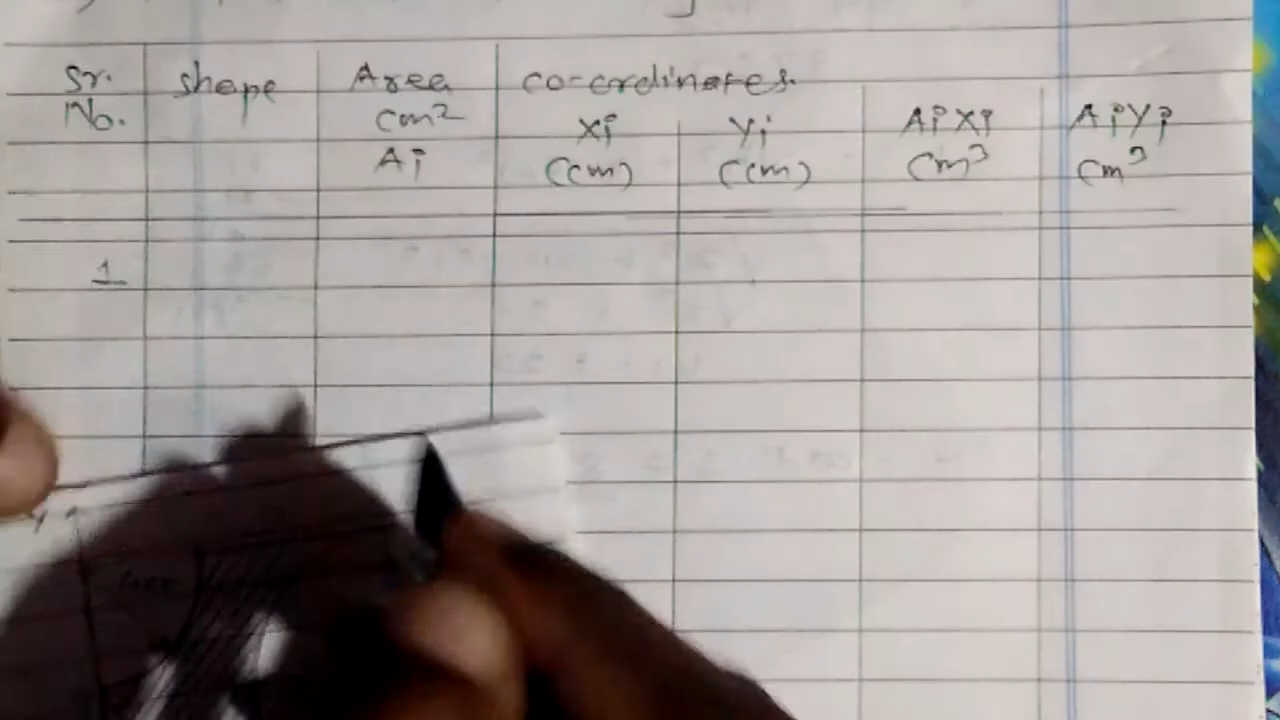 Sr. shape Area co-ordinates.
No. cm2 Xi Yi AiXi AiYi
Ai (cm) (cm) cm3 cm3
1
Y